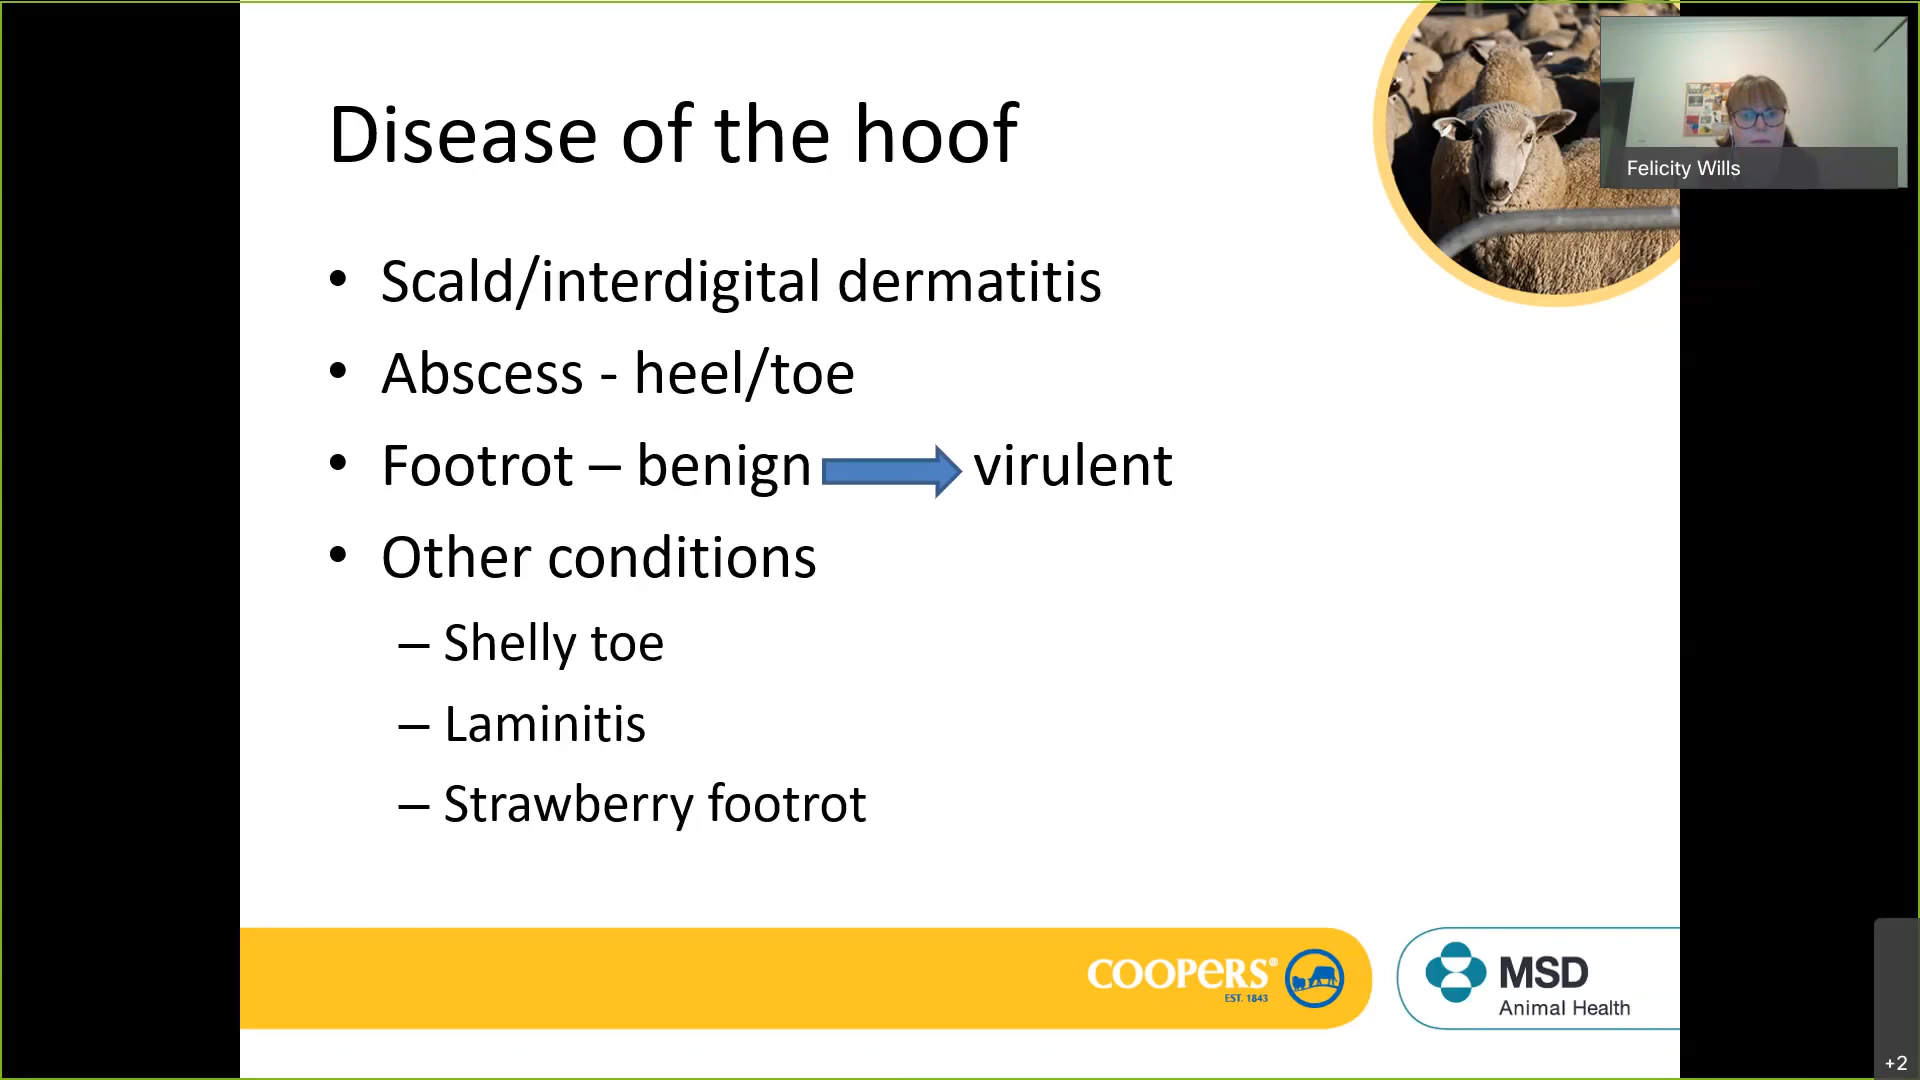 Disease of the hoof
Felicity Wills
• Scald/interdigital dermatitis
• Abscess - heel/toe
• Footrot – benign virulent
• Other conditions
– Shelly toe
– Laminitis
– Strawberry footrot
COOPERS®
EST. 1843
MSD
Animal Health
+2